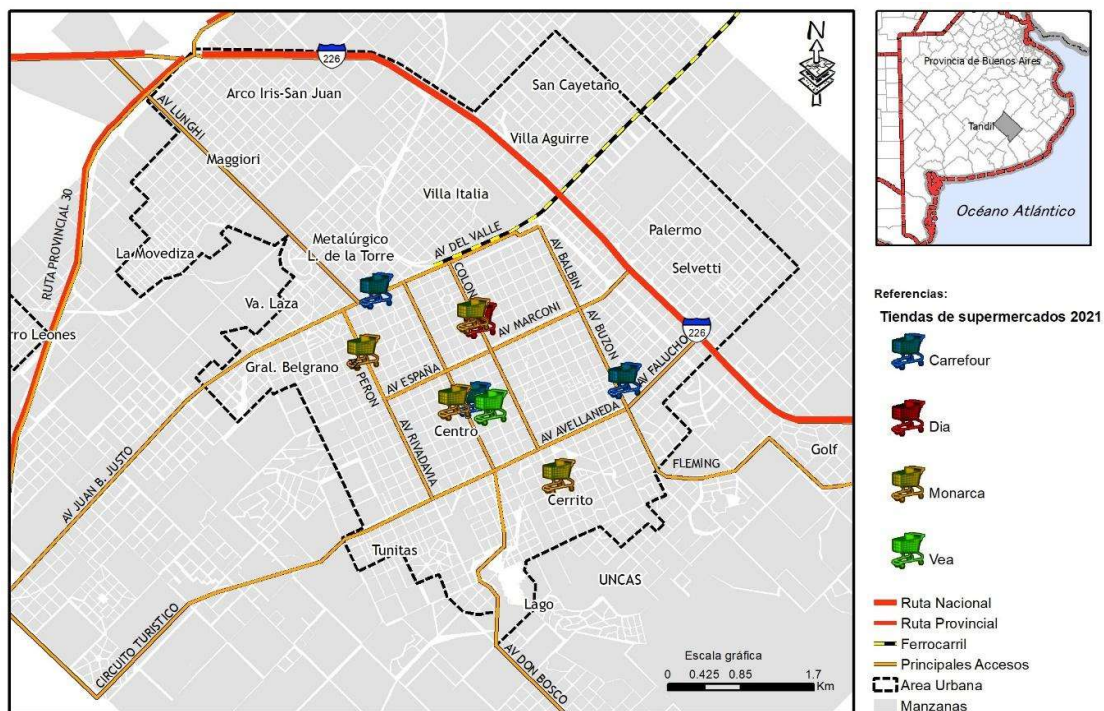 226
Arco Iris-San Juan
San Cayetano
AV LUNGHI
Maggiori
Villa Aguirre
Villa Italia
RUTA PROVINCIAL 30
La Movediza
Metalúrgico
L. de la Torre
AV DEL VALLE
Palermo
Selvetti
COLON
AV BALBIN
Va. Laza
rro Leones
AV MARCONI
AV BUZON
226
Gral. Belgrano
PERON
AV ESPAÑA
AV FALUCHO
Centro
AV RIVADAVIA
AV AVELLANEDA
AV JUAN B. JUSTO
FLEMING
Golf
Cerrito
Tunitas
UNCAS
Lago
CIRCUITO TURISTICO
AV DON BOSCO
N
Escala gráfica
0 0.425 0.85 1.7
Km
Provincia de Buenos Aires
Tandil
Océano Atlántico
Referencias:
Tiendas de supermercados 2021
Carrefour
Dia
Monarca
Vea
Ruta Nacional
Ruta Provincial
Ferrocarril
Principales Accesos
Area Urbana
Manzanas